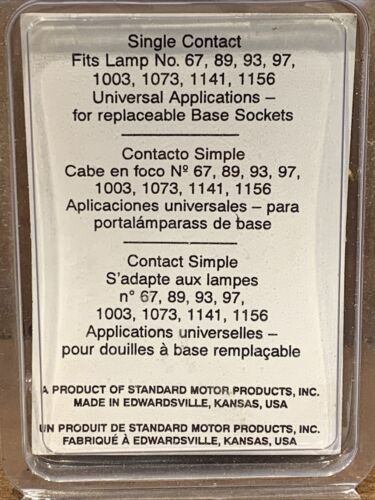 Single Contact
Fits Lamp No. 67, 89, 93, 97,
1003, 1073, 1141, 1156
Universal Applications –
for replaceable Base Sockets
Contacto Simple
Cabe en foco Nº 67, 89, 93, 97,
1003, 1073, 1141, 1156
Aplicaciones universales – para
portalámparass de base
Contact Simple
S'adapte aux lampes
n° 67, 89, 93, 97,
1003, 1073, 1141, 1156
Applications universelles –
pour douilles à base remplaçable
A PRODUCT OF STANDARD MOTOR PRODUCTS, INC.
MADE IN EDWARDSVILLE, KANSAS, USA
UN PRODUIT DE STANDARD MOTOR PRODUCTS, INC.
FABRIQUÉ À EDWARDSVILLE, KANSAS, USA